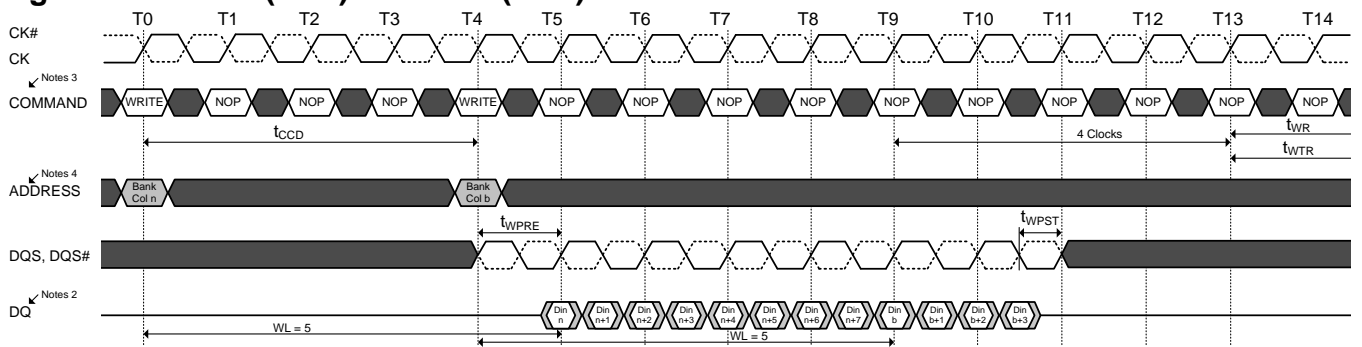 T0 T1 T2 T3 T4 T5 T6 T7 T8 T9 T10 T11 T12 T13 T14
CK#
CK
Notes 3
COMMAND WRITE NOP NOP NOP WRITE NOP NOP NOP NOP NOP NOP NOP NOP NOP NOP
tCCD 4 Clocks tWR
tWTR
Notes 4
ADDRESS Bank Col n Bank Col b
tWPRE tWPST
DQS, DQS#
Notes 2
DQ Din n Din n+1 Din n+2 Din n+3 Din n+4 Din n+5 Din n+6 Din n+7 Din b Din b+1 Din b+2 Din b+3
WL = 5 WL = 5